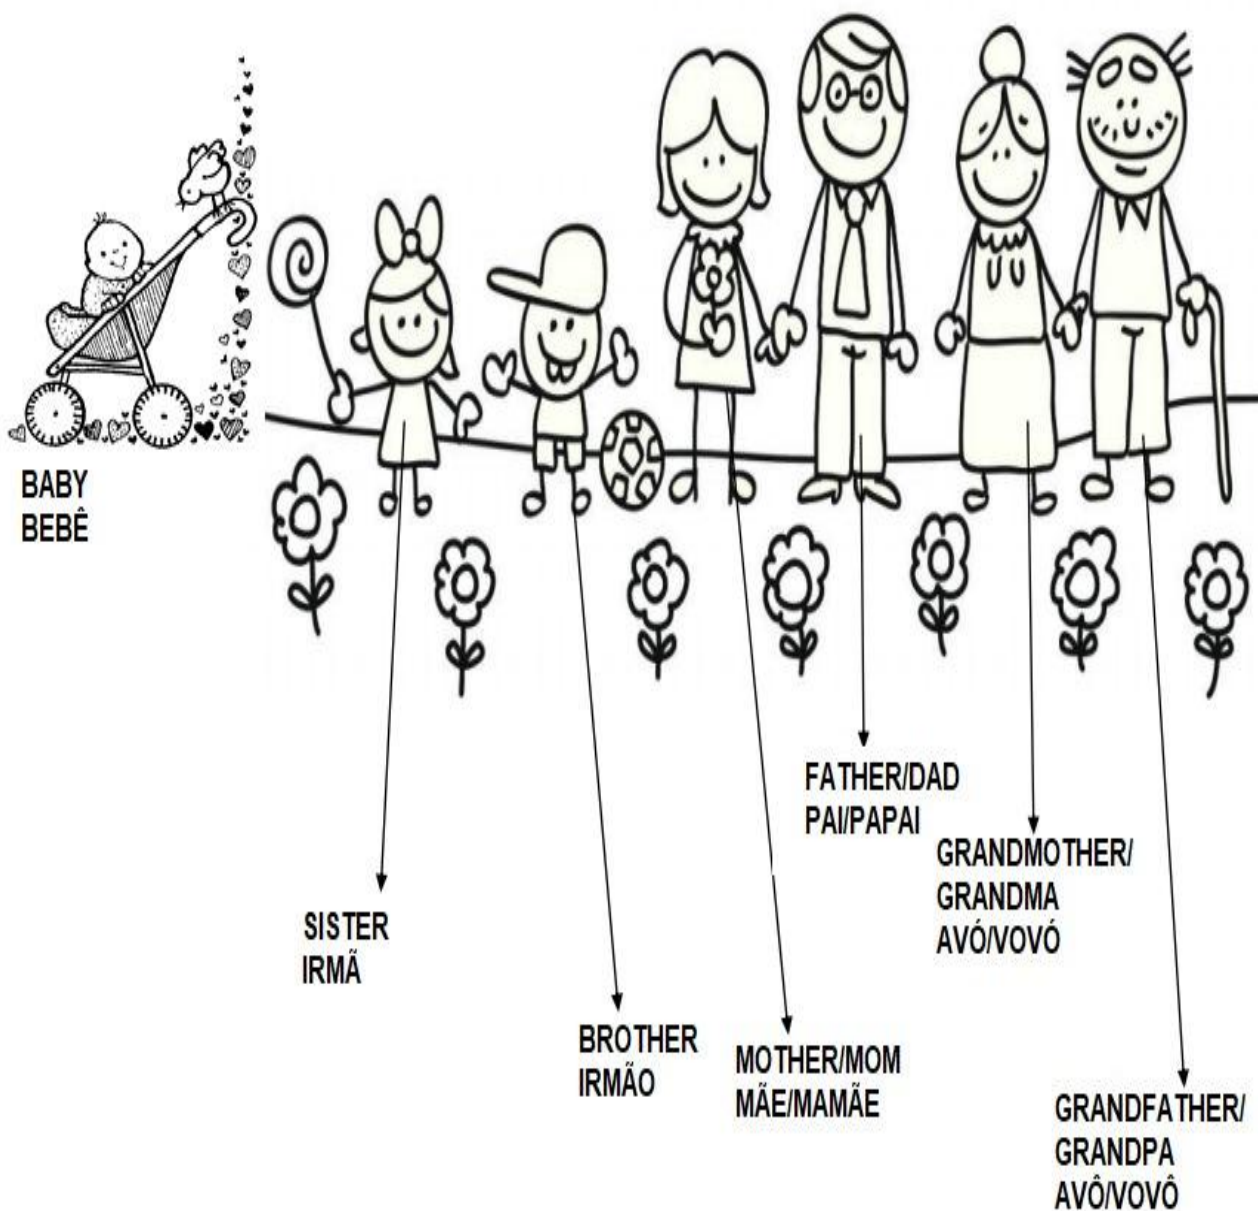 BABY
BEBÊ
SISTER
IRMÃ
BROTHER
IRMÃO
MOTHER/MOM
MÃE/MAMÃE
FATHER/DAD
PAI/PAPAI
GRANDMOTHER/
GRANDMA
AVÓ/VOVÓ
GRANDFATHER/
GRANDPA
AVÔ/VOVÔ